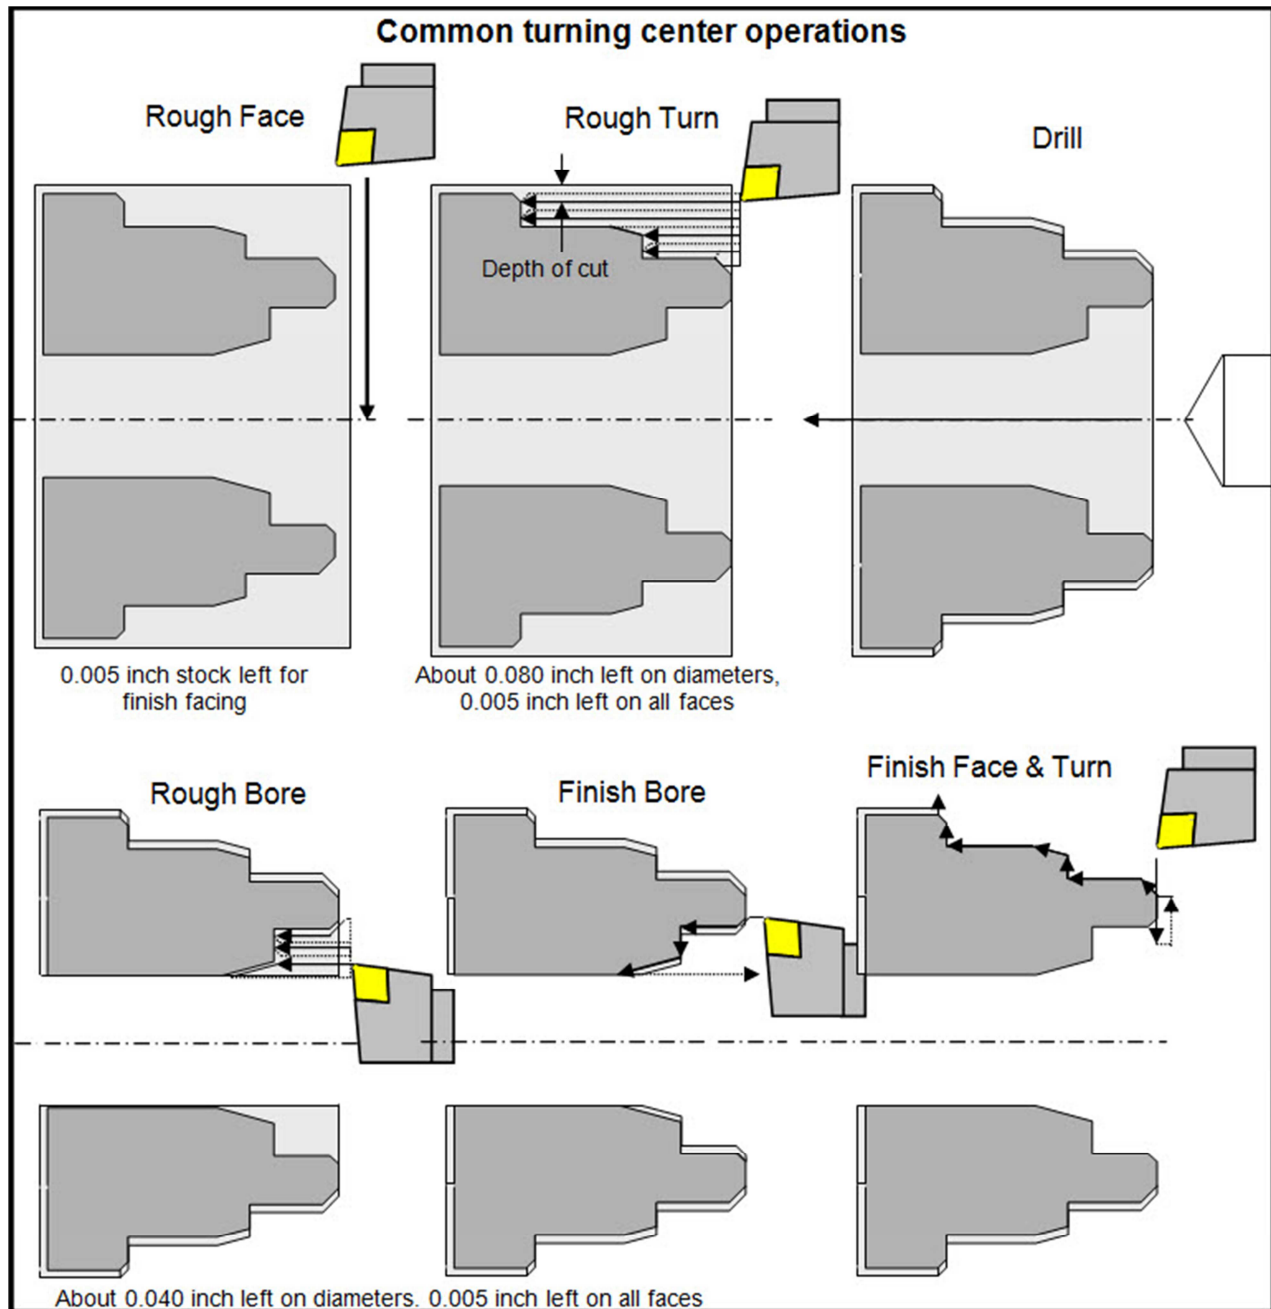 Common turning center operations
Rough Face
Rough Turn
Drill
Depth of cut
0.005 inch stock left for
finish facing
About 0.080 inch left on diameters,
0.005 inch left on all faces
Rough Bore
Finish Bore
Finish Face & Turn
About 0.040 inch left on diameters. 0.005 inch left on all faces